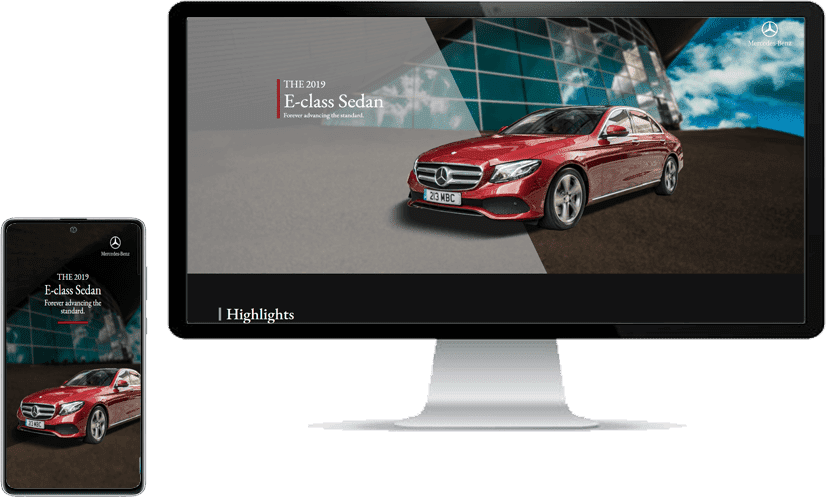 Mercedes-Benz
THE 2019
E-class Sedan
Forever advancing the standard.
213 MBC
Highlights
Mercedes-Benz
THE 2019
E-class Sedan
Forever advancing the
standard.
213 MBC